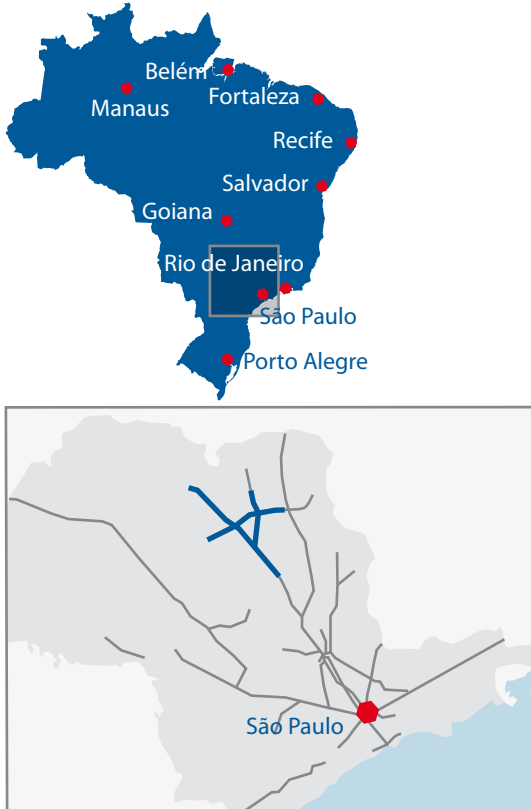 Belém
Manaus
Fortaleza
Recife
Salvador
Goiana
Rio de Janeiro
São Paulo
Porto Alegre
São Paulo